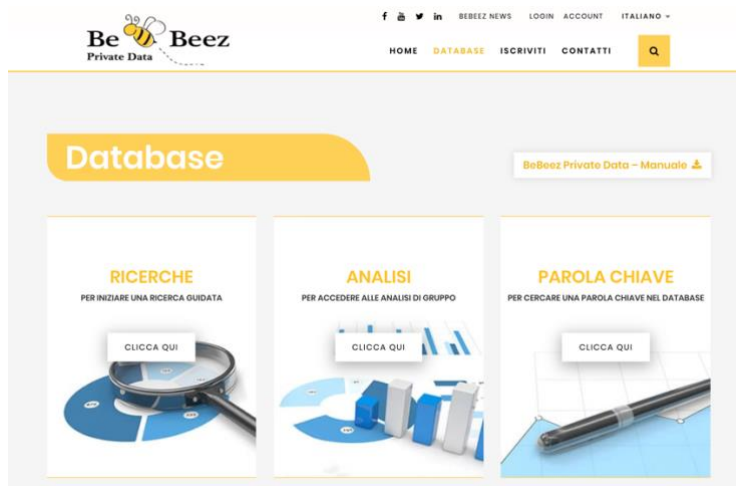 BEBEEZ NEWS LOGIN ACCOUNT ITALIANO
Be Beez
Private Data
HOME DATABASE ISCRIVITI CONTATTI
Database
BeBeez Private Data – Manuale
RICERCHE
PER INIZIARE UNA RICERCA GUIDATA
CLICCA QUI
ANALISI
PER ACCEDERE ALLE ANALISI DI GRUPPO
CLICCA QUI
PAROLA CHIAVE
PER CERCARE UNA PAROLA CHIAVE NEL DATABASE
CLICCA QUI